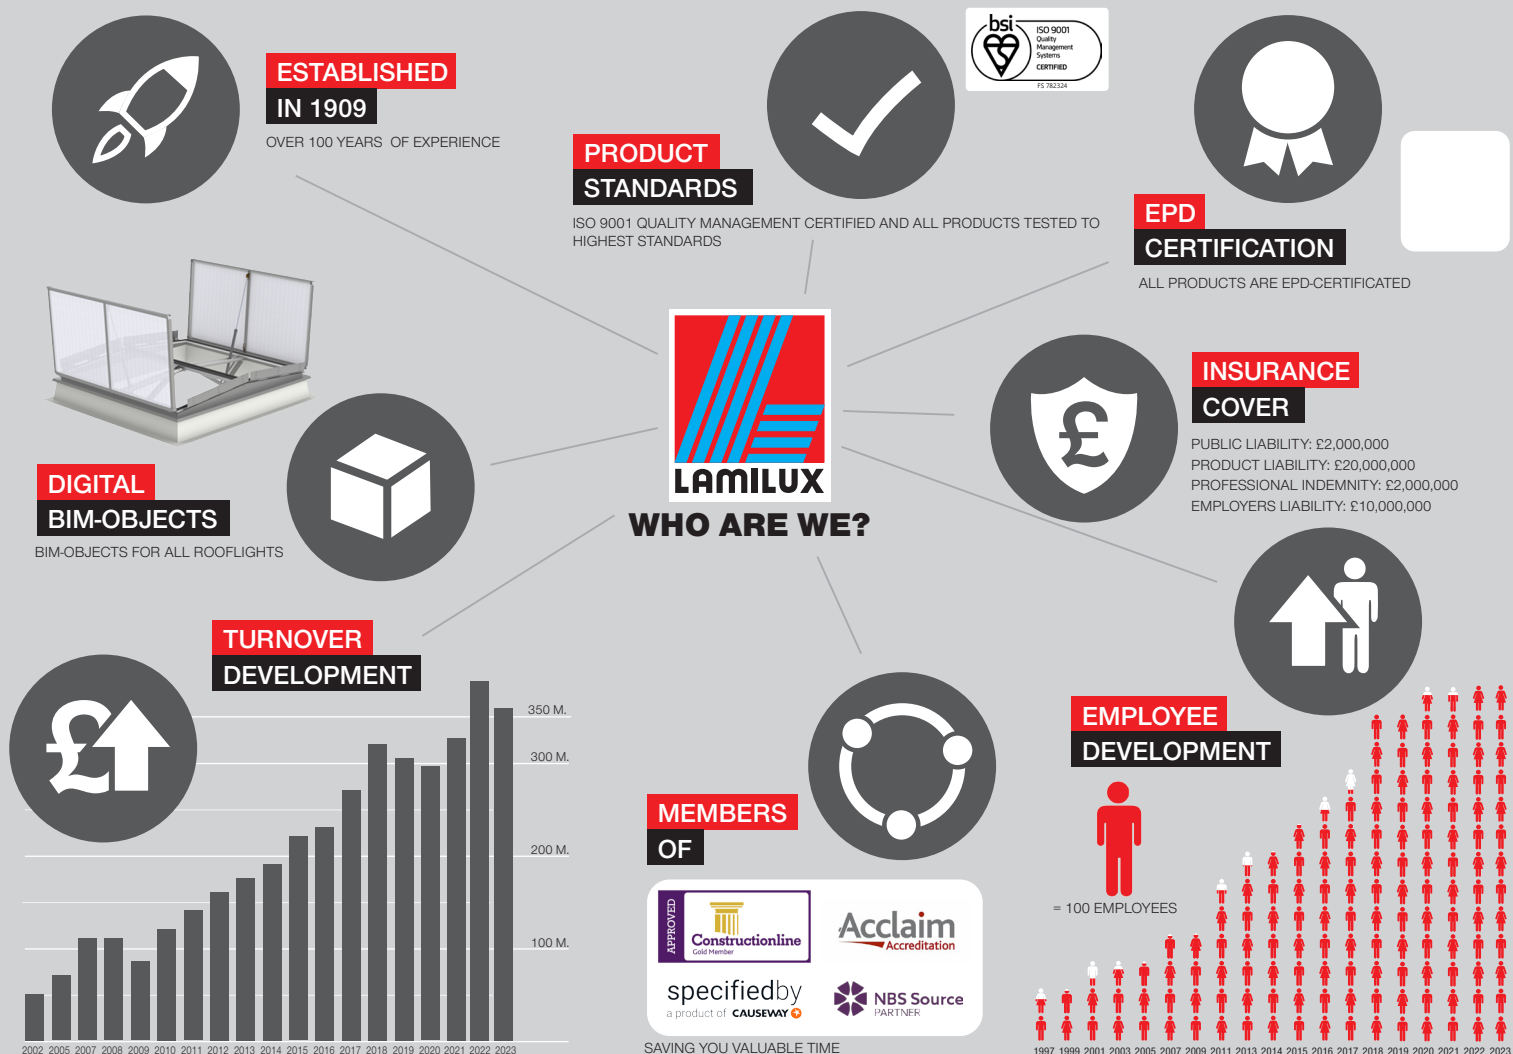 ESTABLISHED
IN 1909
OVER 100 YEARS OF EXPERIENCE
bsi
ISO 9001
Quality
Management
Systems
CERTIFIED
FS 782324
PRODUCT
STANDARDS
ISO 9001 QUALITY MANAGEMENT CERTIFIED AND ALL PRODUCTS TESTED TO
HIGHEST STANDARDS
EPD
CERTIFICATION
ALL PRODUCTS ARE EPD-CERTIFICATED
LAMILUX
WHO ARE WE?
INSURANCE
COVER
£
PUBLIC LIABILITY: £2,000,000
PRODUCT LIABILITY: £20,000,000
PROFESSIONAL INDEMNITY: £2,000,000
EMPLOYERS LIABILITY: £10,000,000
DIGITAL
BIM-OBJECTS
BIM-OBJECTS FOR ALL ROOFLIGHTS
TURNOVER
DEVELOPMENT
£
350 M.
300 M.
200 M.
100 M.
2002 2005 2007 2008 2009 2010 2011 2012 2013 2014 2015 2016 2017 2018 2019 2020 2021 2022 2023
MEMBERS
OF
APPROVED
Constructionline
Gold Member
Acclaim
Accreditation
specifiedby
a product of CAUSEWAY
NBS Source
PARTNER
SAVING YOU VALUABLE TIME
EMPLOYEE
DEVELOPMENT
= 100 EMPLOYEES
1997 1999 2001 2003 2005 2007 2009 2011 2013 2014 2015 2016 2017 2018 2019 2020 2021 2022 2023